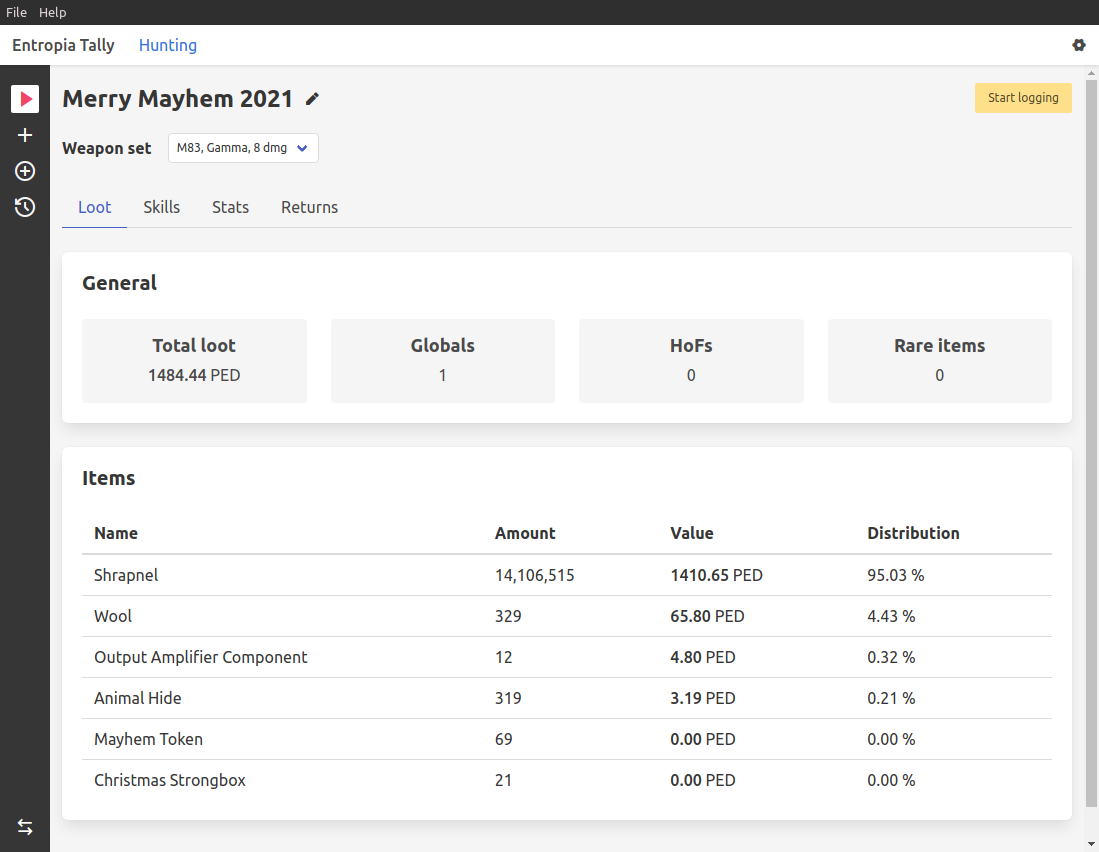 File Help
Entropia Tally Hunting
Merry Mayhem 2021
Start logging
Weapon set M83, Gamma, 8 dmg
Loot Skills Stats Returns
General
Total loot Globals HoFs Rare items
1484.44 PED 1 0 0
Items
Name Amount Value Distribution
Shrapnel 14,106,515 1410.65 PED 95.03 %
Wool 329 65.80 PED 4.43 %
Output Amplifier Component 12 4.80 PED 0.32 %
Animal Hide 319 3.19 PED 0.21 %
Mayhem Token 69 0.00 PED 0.00 %
Christmas Strongbox 21 0.00 PED 0.00 %